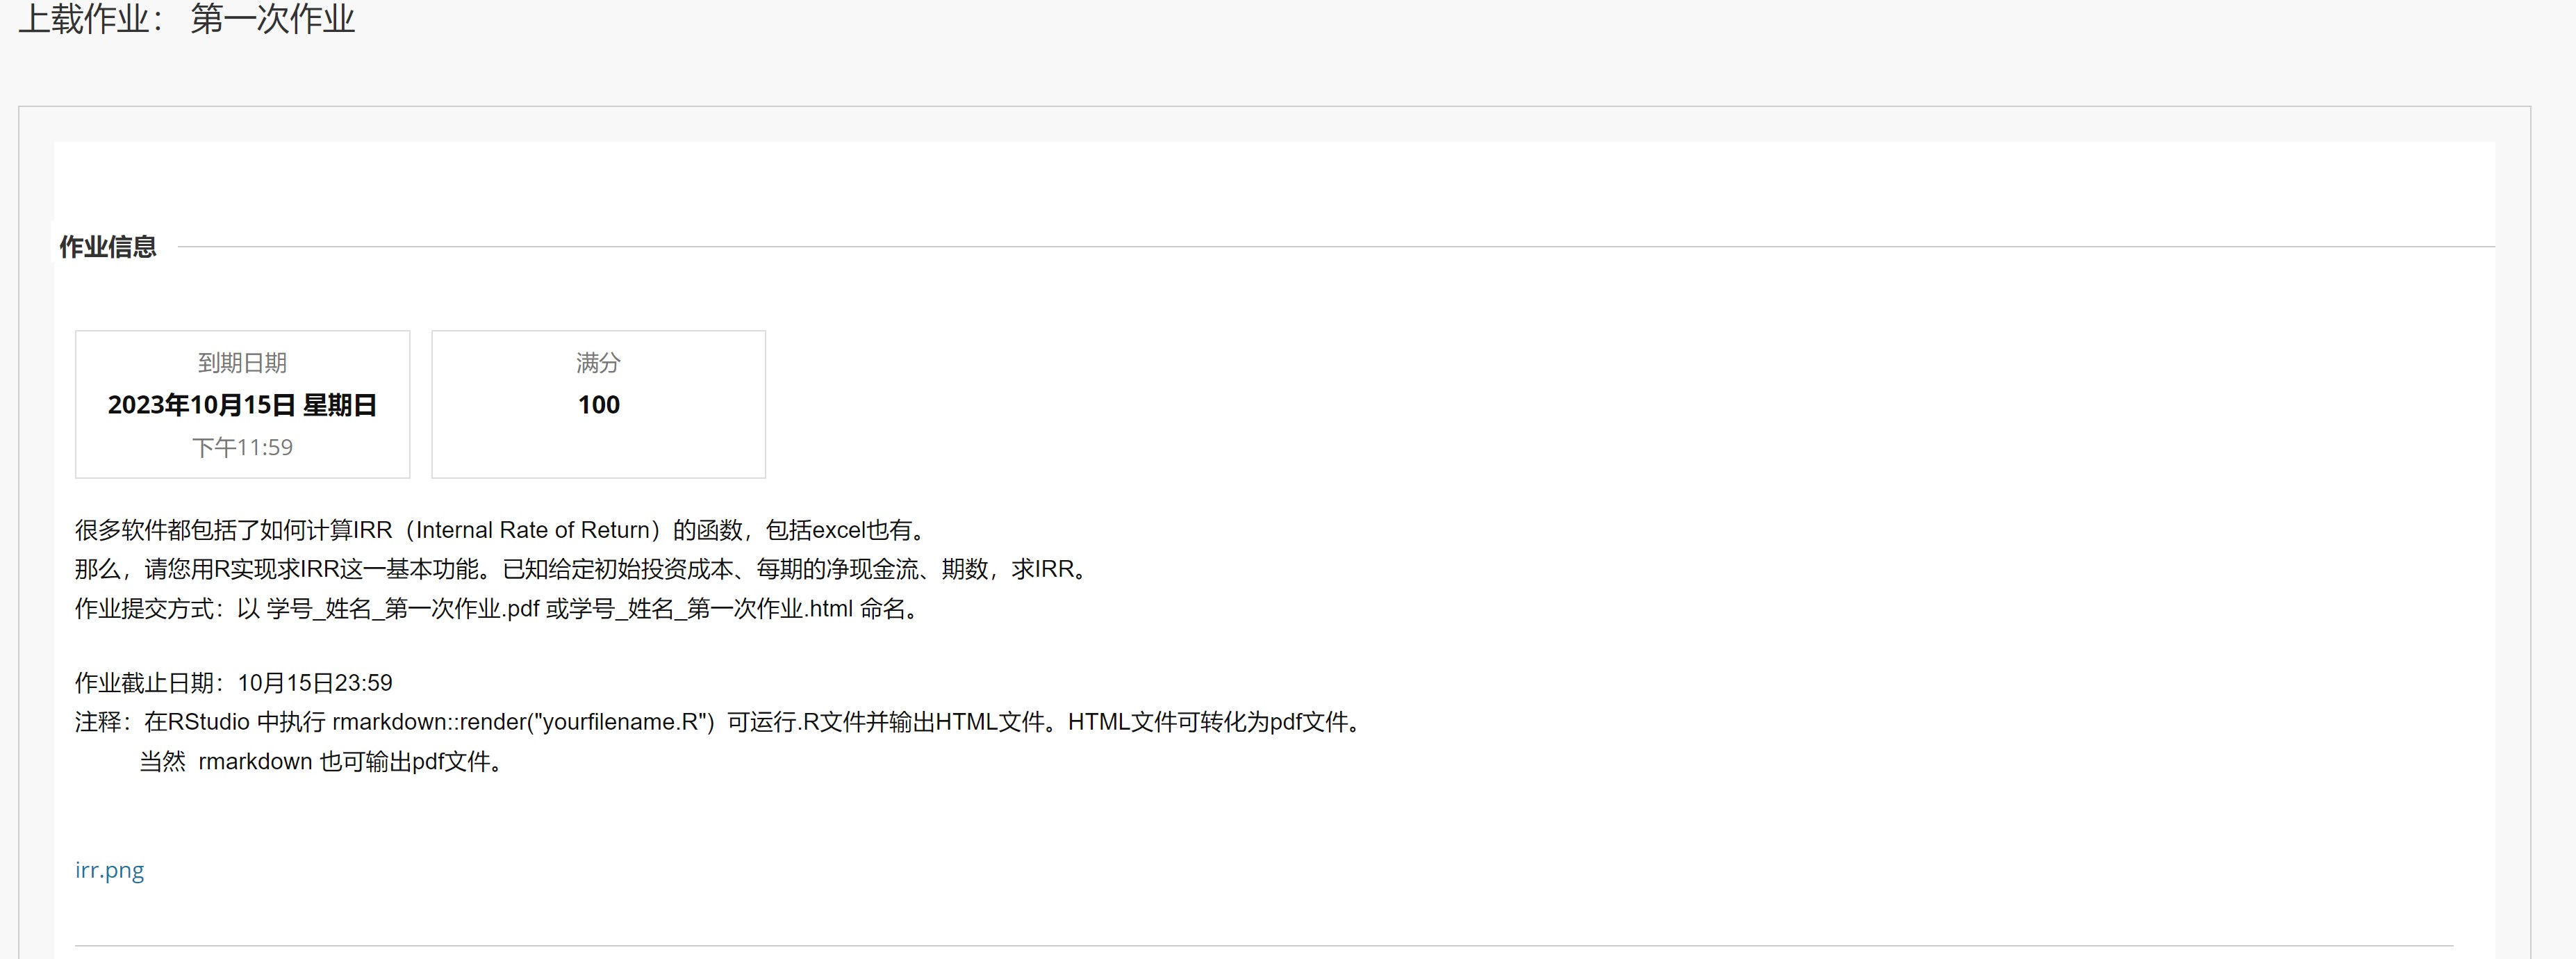 上载作业： 第一次作业
作业信息
到期日期
2023年10月15日 星期日
下午11:59
满分
100
很多软件都包括了如何计算IRR（Internal Rate of Return）的函数，包括excel也有。
那么，请您用R实现求IRR这一基本功能。已知给定初始投资成本、每期的净现金流、期数，求IRR。
作业提交方式：以 学号_姓名_第一次作业.pdf 或学号_姓名_第一次作业.html 命名。
作业截止日期：10月15日23:59
注释：在RStudio 中执行 rmarkdown::render("yourfilename.R") 可运行.R文件并输出HTML文件。HTML文件可转化为pdf文件。
当然 rmarkdown 也可输出pdf文件。
irr.png